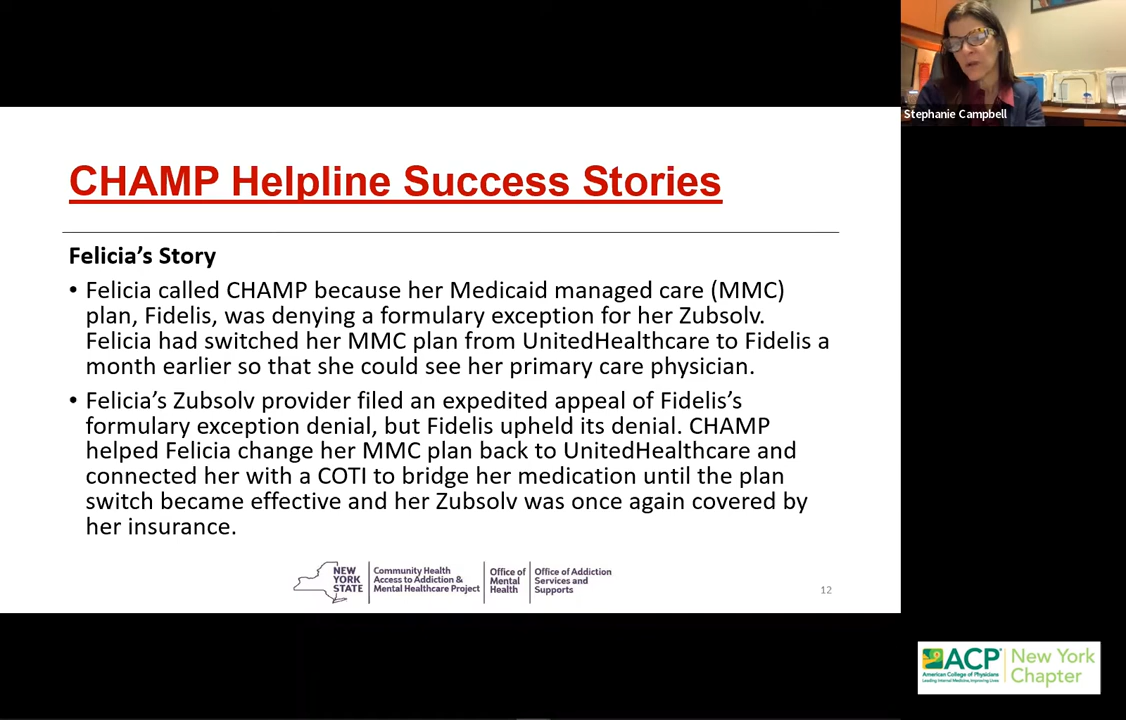 Stephanie Campbell
CHAMP Helpline Success Stories
Felicia’s Story
• Felicia called CHAMP because her Medicaid managed care (MMC)
plan, Fidelis, was denying a formulary exception for her Zubsolv.
Felicia had switched her MMC plan from UnitedHealthcare to Fidelis a
month earlier so that she could see her primary care physician.
• Felicia’s Zubsolv provider filed an expedited appeal of Fidelis’s
formulary exception denial, but Fidelis upheld its denial. CHAMP
helped Felicia change her MMC plan back to UnitedHealthcare and
connected her with a COTI to bridge her medication until the plan
switch became effective and her Zubsolv was once again covered by
her insurance.
NEW
YORK
STATE
Community Health
Access to Addiction &
Mental Healthcare Project
Office of
Mental
Health
Office of Addiction
Services and
Supports
12
ACP®
American College of Physicians
Leading Internal Medicine, Improving Lives
New York
Chapter